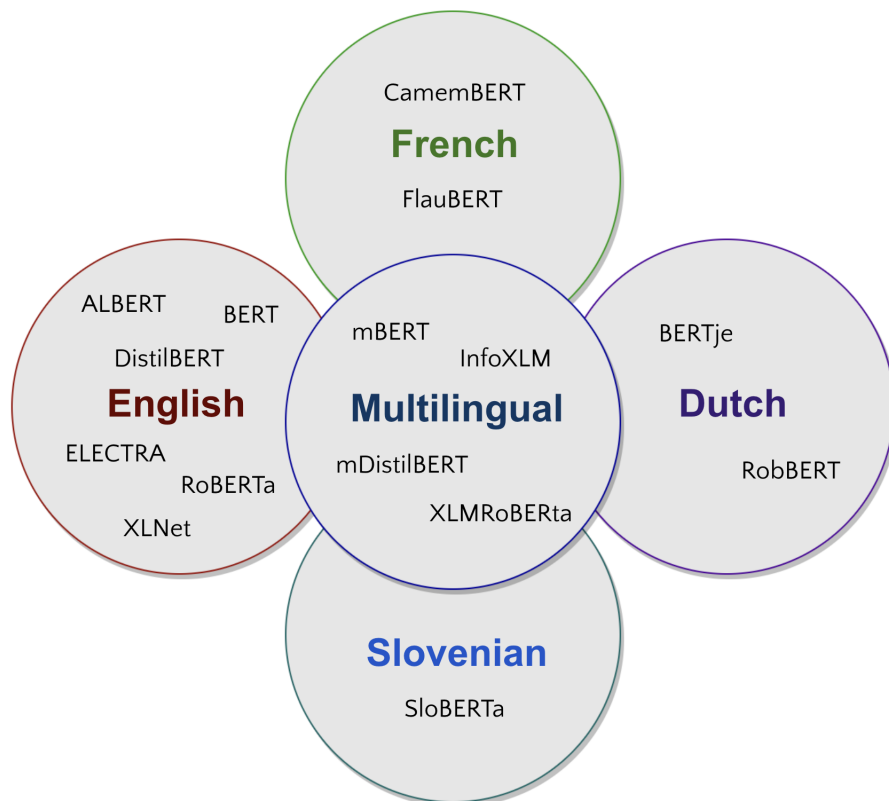 CamemBERT
French
FlauBERT
ALBERT
BERT
DistilBERT
English
ELECTRA
RoBERTa
XLNet
mBERT
InfoXLM
Multilingual
mDistilBERT
XLMRoBERta
BERTje
Dutch
RobBERT
Slovenian
SloBERTa